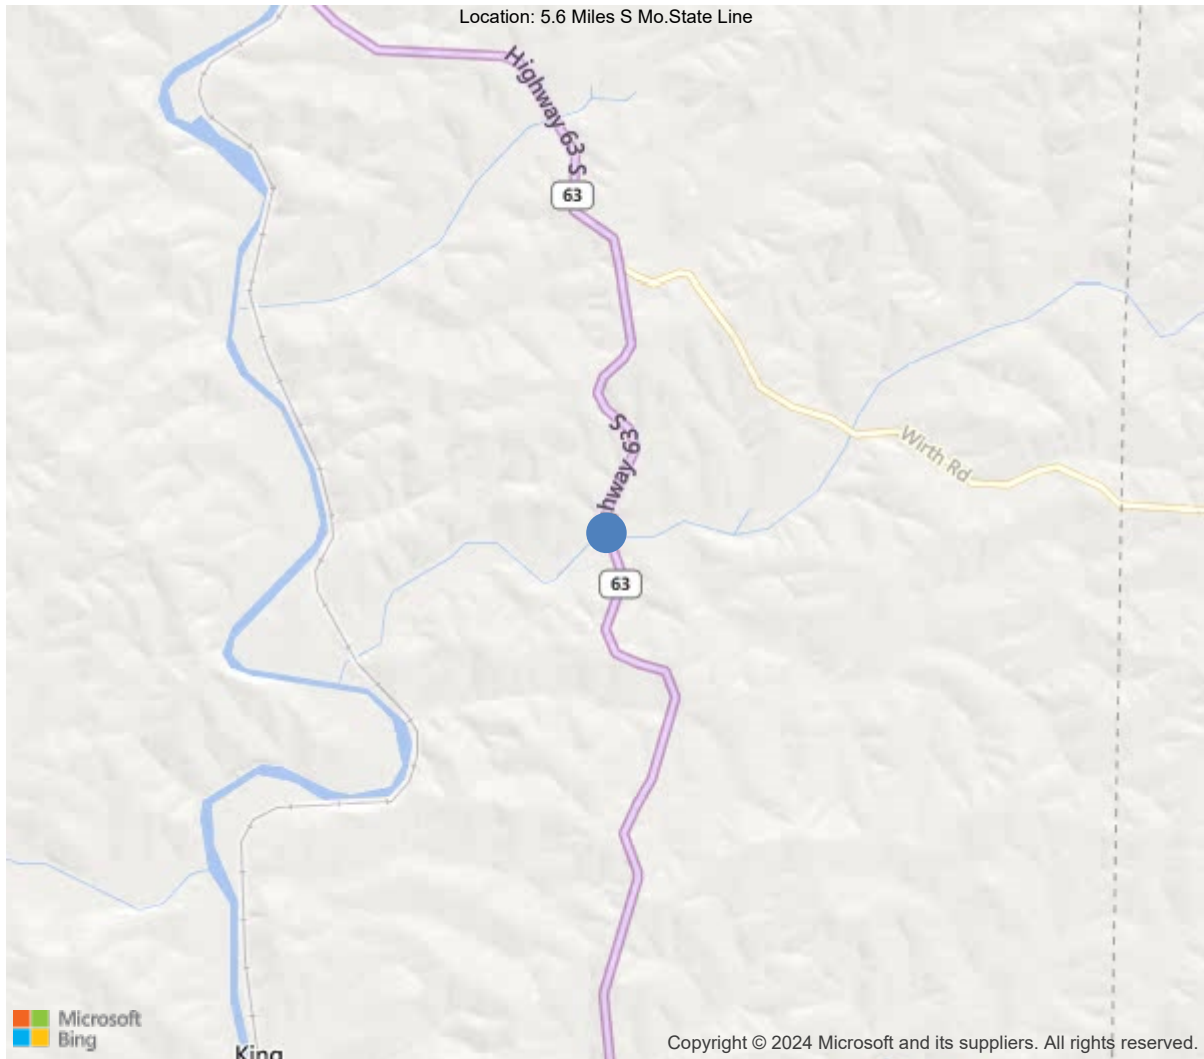 Location: 5.6 Miles S Mo.State Line
Highway 63 S
63
hway 63 S
Wirth Rd
63
Microsoft
Bing
King
Copyright © 2024 Microsoft and its suppliers. All rights reserved.